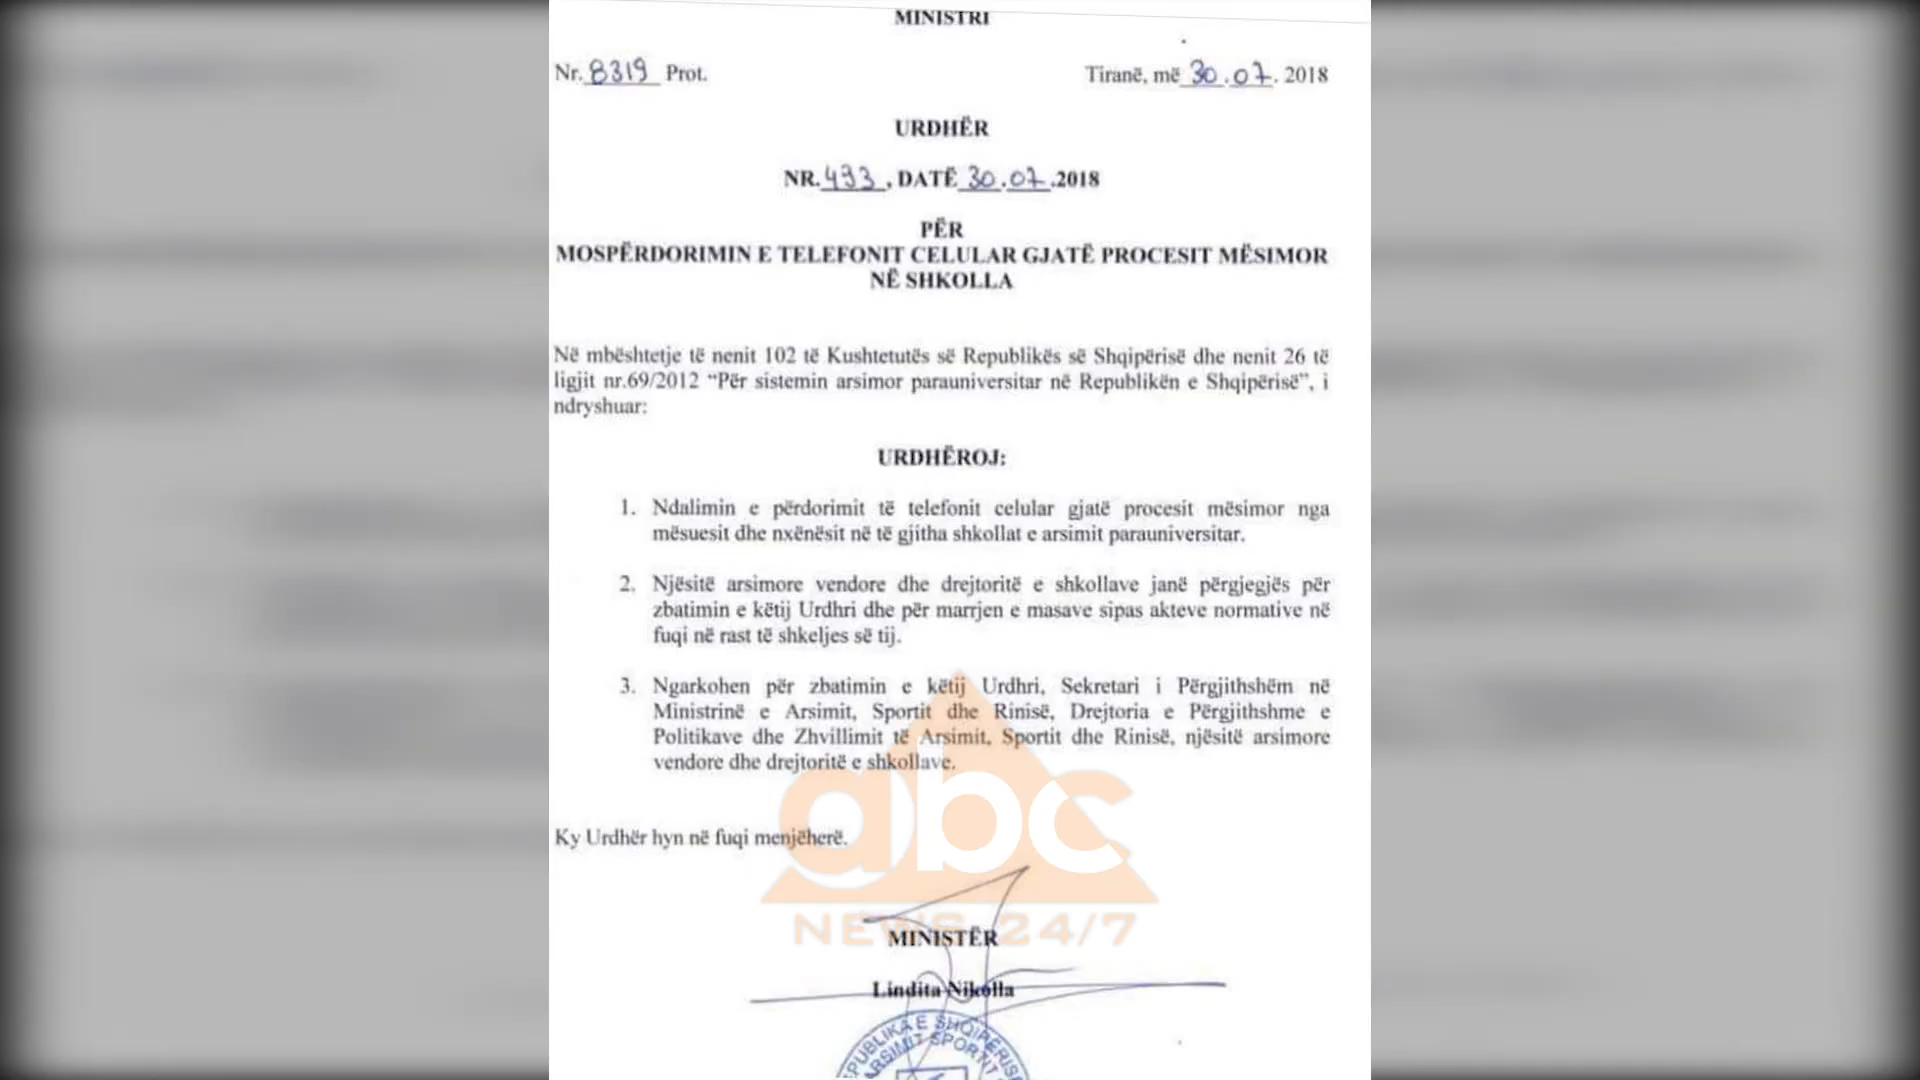 MINISTRI
Nr. 8319 Prot. Tiranë, më 30.07.2018
URDHËR
NR. 493, DATË 30.07.2018
PËR
MOSPËRDORIMIN E TELEFONIT CELULAR GJATË PROCESIT MËSIMOR
NË SHKOLLA
Në mbështetje të nenit 102 të Kushtetutës së Republikës së Shqipërisë dhe nenit 26 të
ligjit nr.69/2012 “Për sistemin arsimor parauniversitar në Republikën e Shqipërisë”, i
ndryshuar:
URDHËROJ:
1. Ndalimin e përdorimit të telefonit celular gjatë procesit mësimor nga
mësuesit dhe nxënësit në të gjitha shkollat e arsimit parauniversitar.
2. Njësitë arsimore vendore dhe drejtoritë e shkollave janë përgjegjës për
zbatimin e këtij Urdhri dhe për marrjen e masave sipas akteve normative në
fuqi në rast të shkeljes së tij.
3. Ngarkohen për zbatimin e këtij Urdhri, Sekretari i Përgjithshëm në
Ministrinë e Arsimit, Sportit dhe Rinisë, Drejtoria e Përgjithshme e
Politikave dhe Zhvillimit të Arsimit, Sportit dhe Rinisë, njësitë arsimore
vendore dhe drejtoritë e shkollave.
Ky Urdhër hyn në fuqi menjëherë.
abc
NEWS 24/7
MINISTËR
Lindita Nikolla
REPUBLIKA E SHQIPËRISË
ARSIMIT SPORTIT